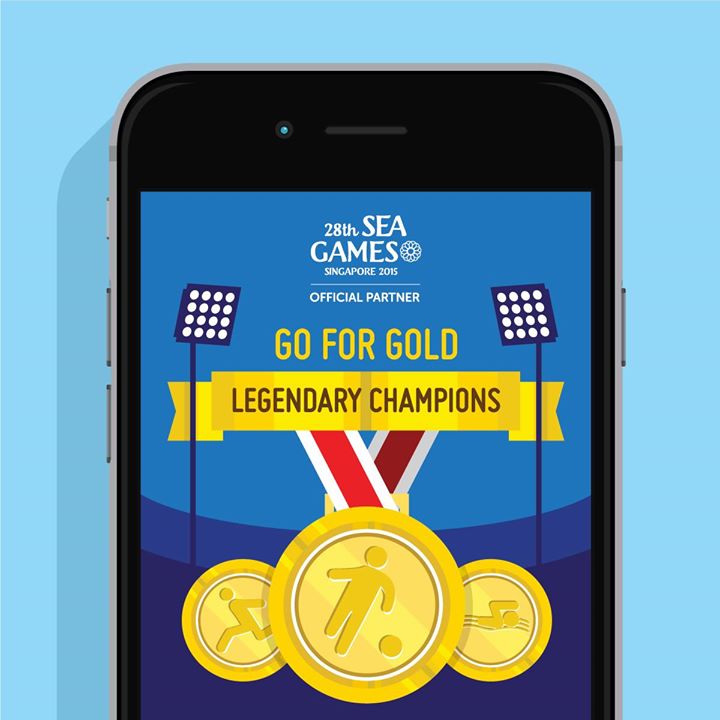 28th SEA
GAMES
SINGAPORE 2015
OFFICIAL PARTNER
GO FOR GOLD
LEGENDARY CHAMPIONS